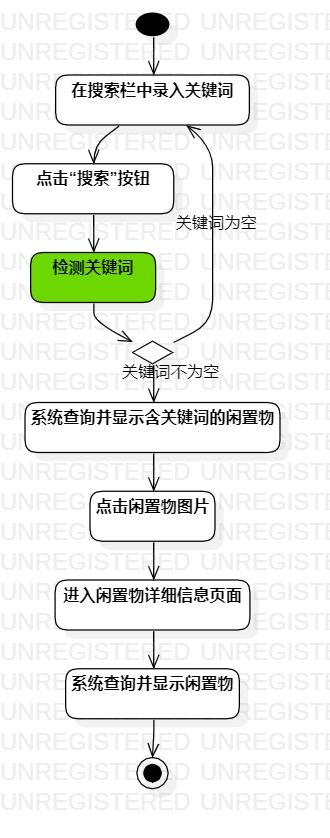 在搜索栏中录入关键词
点击“搜索”按钮
关键词为空
检测关键词
关键词不为空
系统查询并显示含关键词的闲置物
点击闲置物图片
进入闲置物详细信息页面
系统查询并显示闲置物
UNREGISTERED